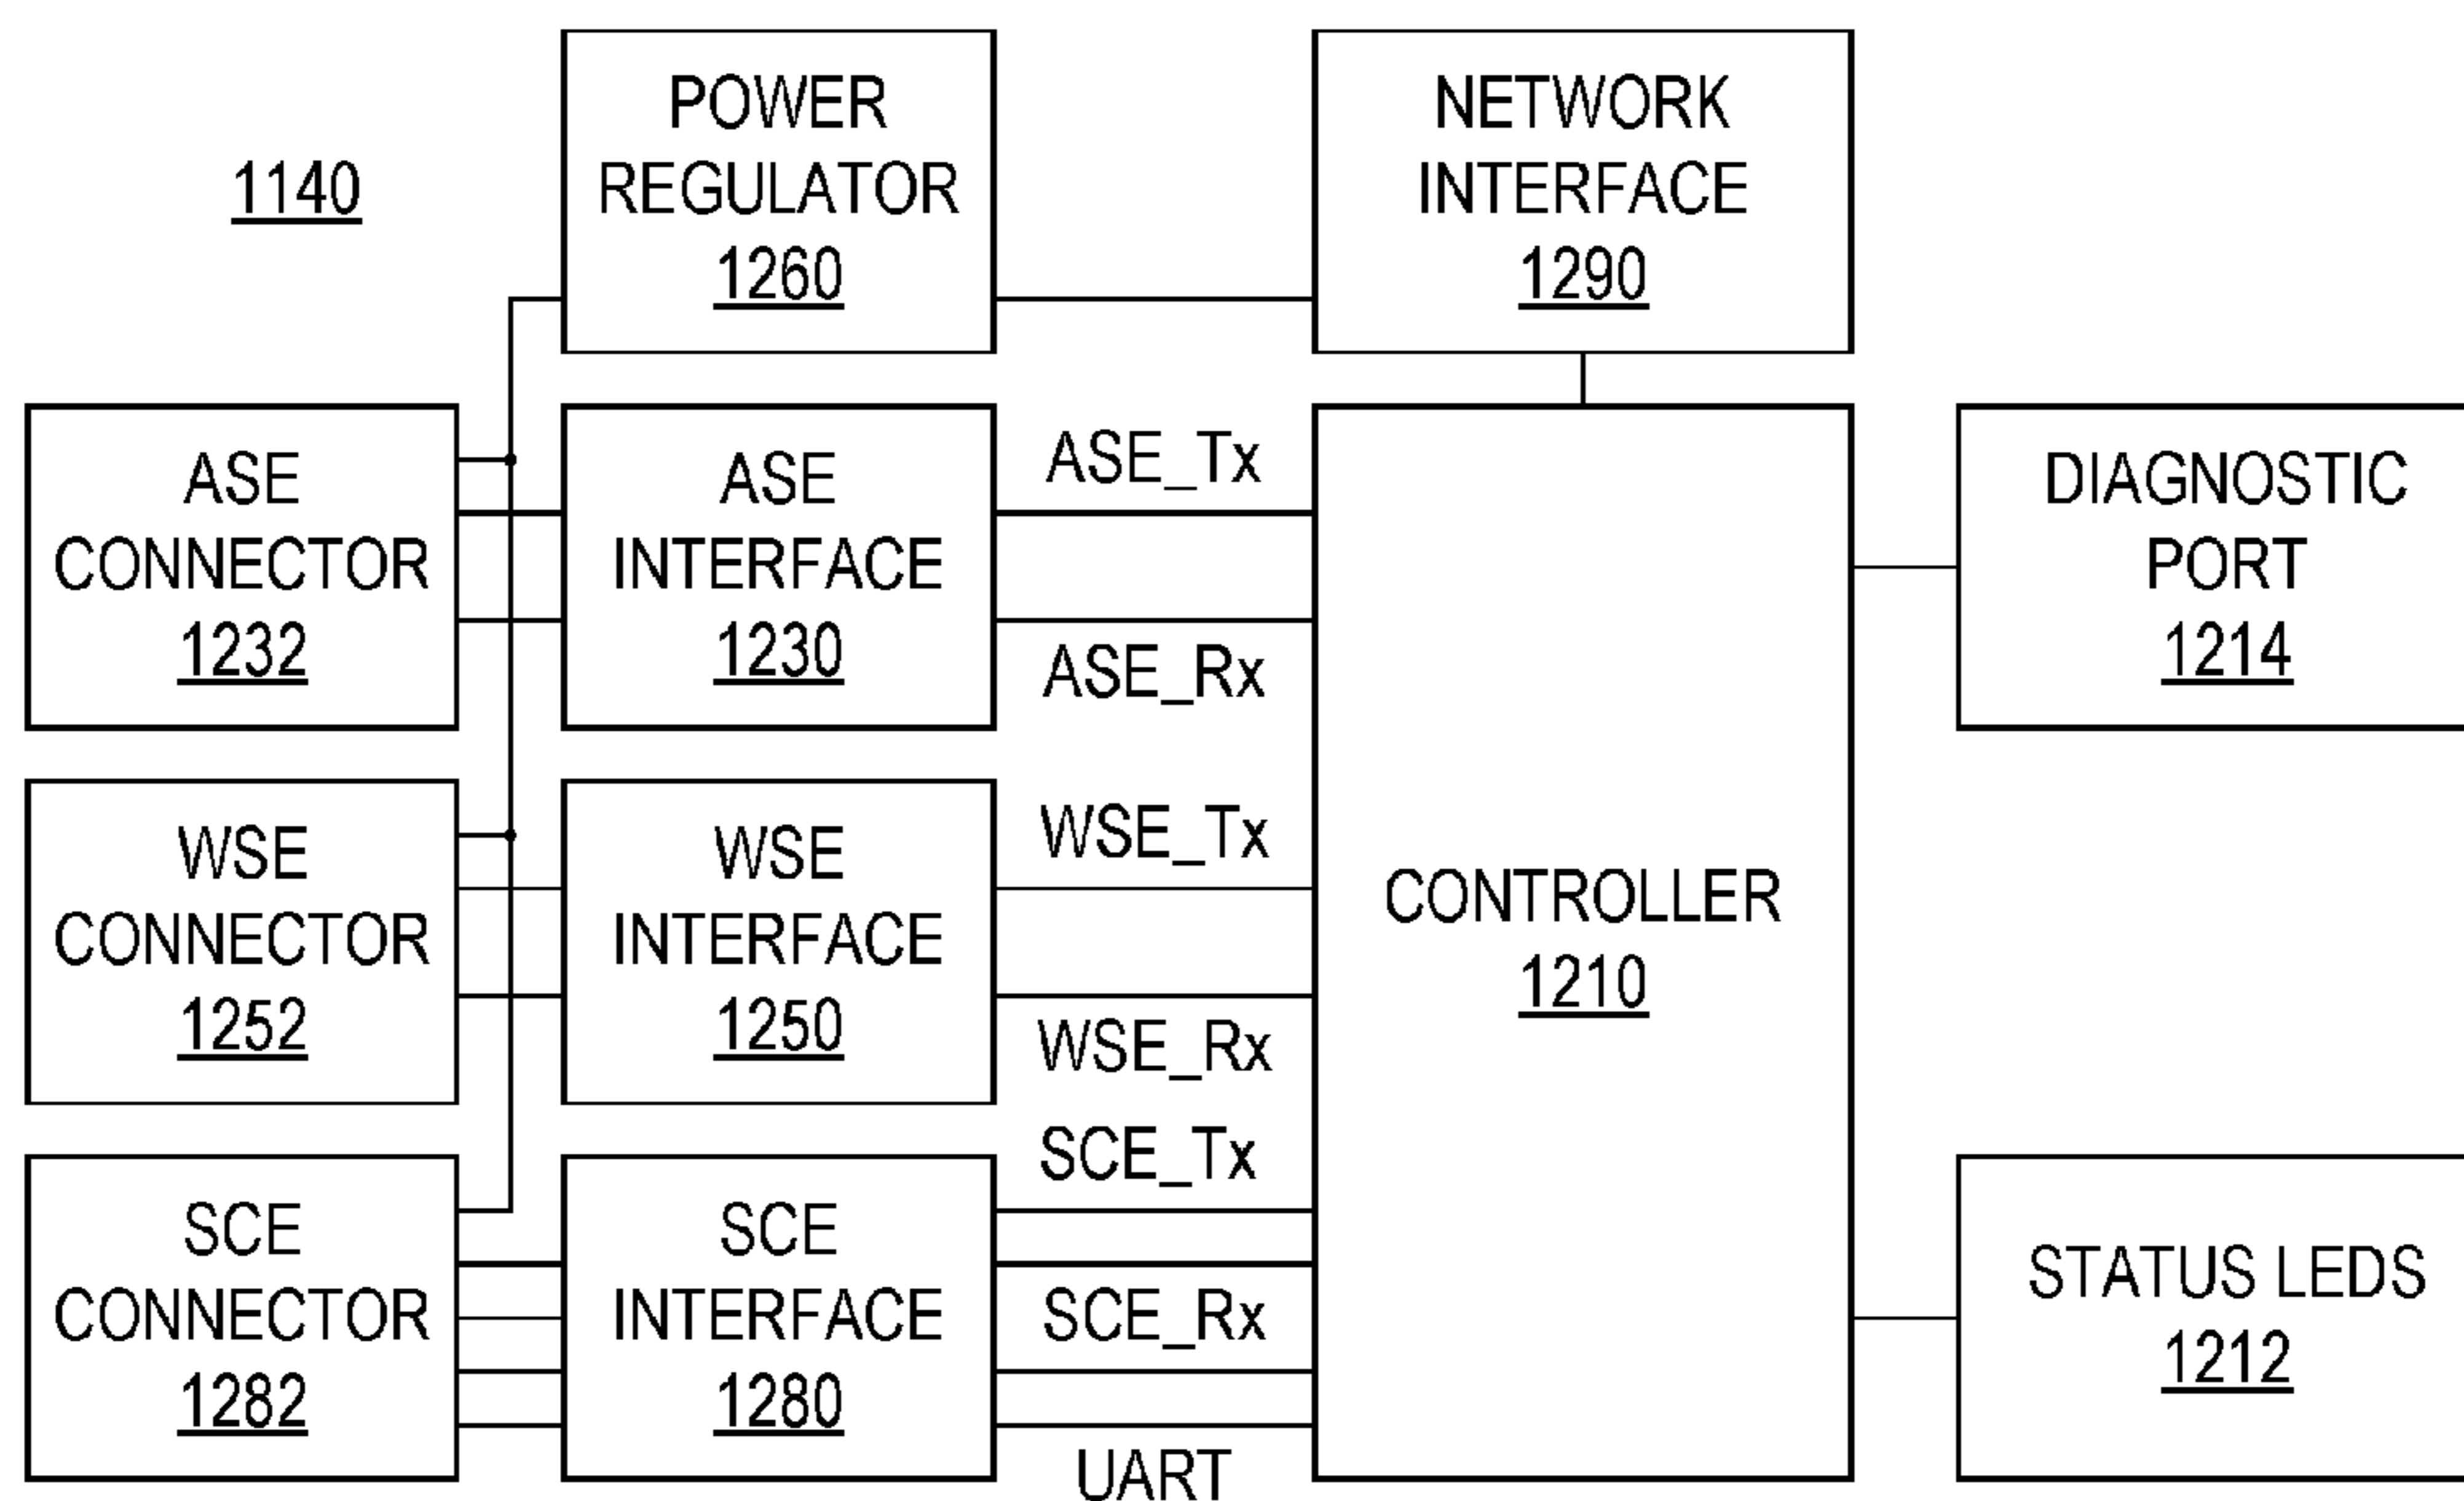 1140
POWER
REGULATOR
1260
NETWORK
INTERFACE
1290
ASE
CONNECTOR
1232
ASE
INTERFACE
1230
ASE_Tx
ASE_Rx
DIAGNOSTIC
PORT
1214
WSE
CONNECTOR
1252
WSE
INTERFACE
1250
WSE_Tx
WSE_Rx
CONTROLLER
1210
SCE
CONNECTOR
1282
SCE
INTERFACE
1280
SCE_Tx
SCE_Rx
UART
STATUS LEDS
1212